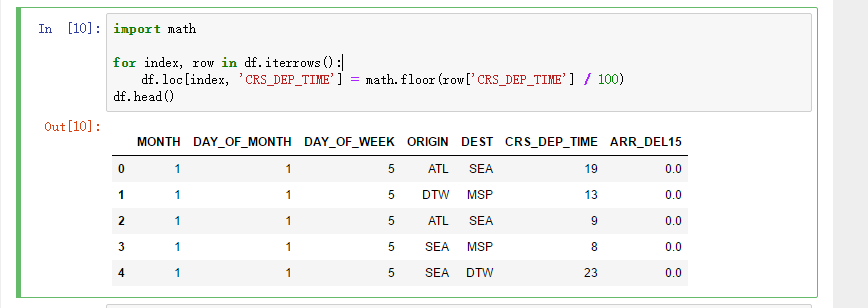 In [10]: import math
for index, row in df.iterrows():
df.loc[index, 'CRS_DEP_TIME'] = math.floor(row['CRS_DEP_TIME'] / 100)
df.head()
Out[10]:
MONTH DAY_OF_MONTH DAY_OF_WEEK ORIGIN DEST CRS_DEP_TIME ARR_DEL15
0 1 1 5 ATL SEA 19 0.0
1 1 1 5 DTW MSP 13 0.0
2 1 1 5 ATL SEA 9 0.0
3 1 1 5 SEA MSP 8 0.0
4 1 1 5 SEA DTW 23 0.0